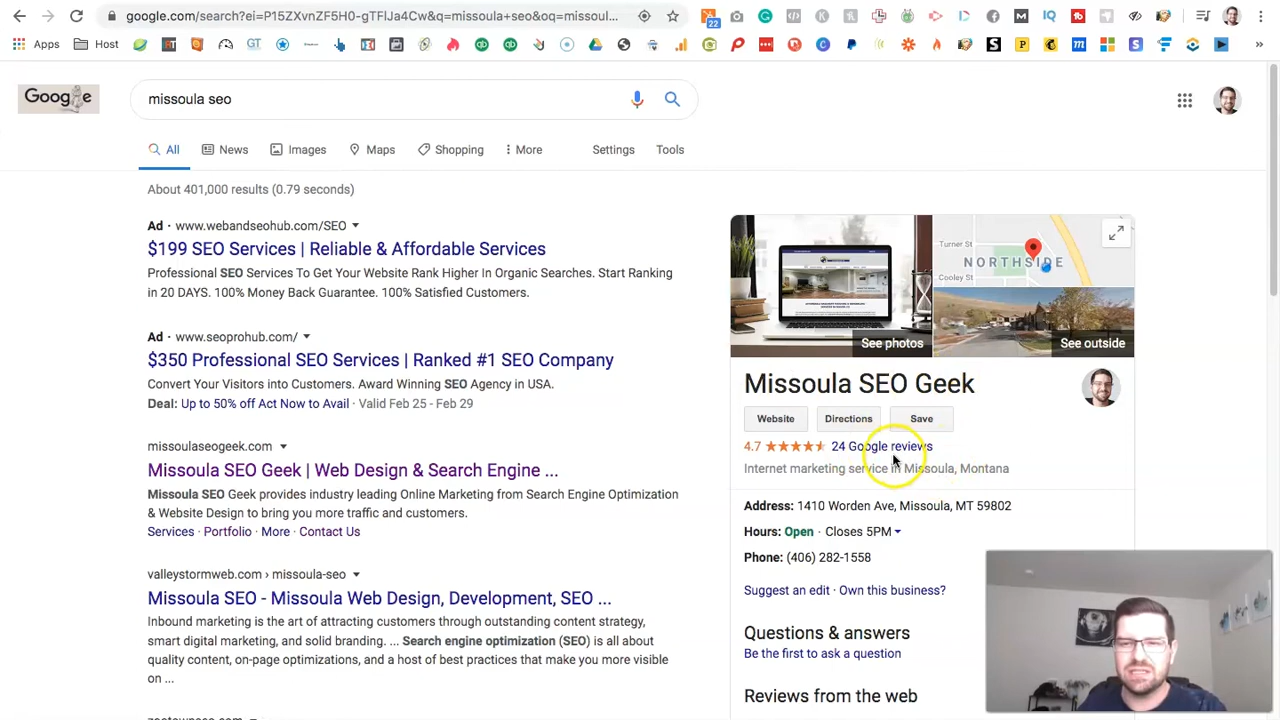 google.com/search?ei=P15ZXvnZF5H0-gTFlJa4Cw&q=missoula seo&oq=missoul...
22
Apps
Host
GT
Google
missoula seo
All
News
Images
Maps
Shopping
More
Settings
Tools
About 401,000 results (0.79 seconds)
Ad · www.webandseohub.com/SEO
$199 SEO Services | Reliable & Affordable Services
Professional SEO Services To Get Your Website Rank Higher In Organic Searches. Start Ranking
in 20 DAYS. 100% Money Back Guarantee. 100% Satisfied Customers.
Ad · www.seoprohub.com/
$350 Professional SEO Services | Ranked #1 SEO Company
Convert Your Visitors into Customers. Award Winning SEO Agency in USA.
Deal: Up to 50% off Act Now to Avail · Valid Feb 25 - Feb 29
missoulaseogeek.com
Missoula SEO Geek | Web Design & Search Engine ...
Missoula SEO Geek provides industry leading Online Marketing from Search Engine Optimization
& Website Design to bring you more traffic and customers.
Services · Portfolio · More · Contact Us
valleystormweb.com › missoula-seo
Missoula SEO - Missoula Web Design, Development, SEO ...
Inbound marketing is the art of attracting customers through outstanding content strategy,
smart digital marketing, and solid branding. ... Search engine optimization (SEO) is all about
quality content, on-page optimizations, and a host of best practices that make you more visible
on ...
See photos
Turner St
NORTHSIDE
Cooley St
See outside
Missoula SEO Geek
Website
Directions
Save
4.7
24 Google reviews
Internet marketing service in Missoula, Montana
Address: 1410 Worden Ave, Missoula, MT 59802
Hours: Open · Closes 5PM
Phone: (406) 282-1558
Suggest an edit · Own this business?
Questions & answers
Be the first to ask a question
Reviews from the web